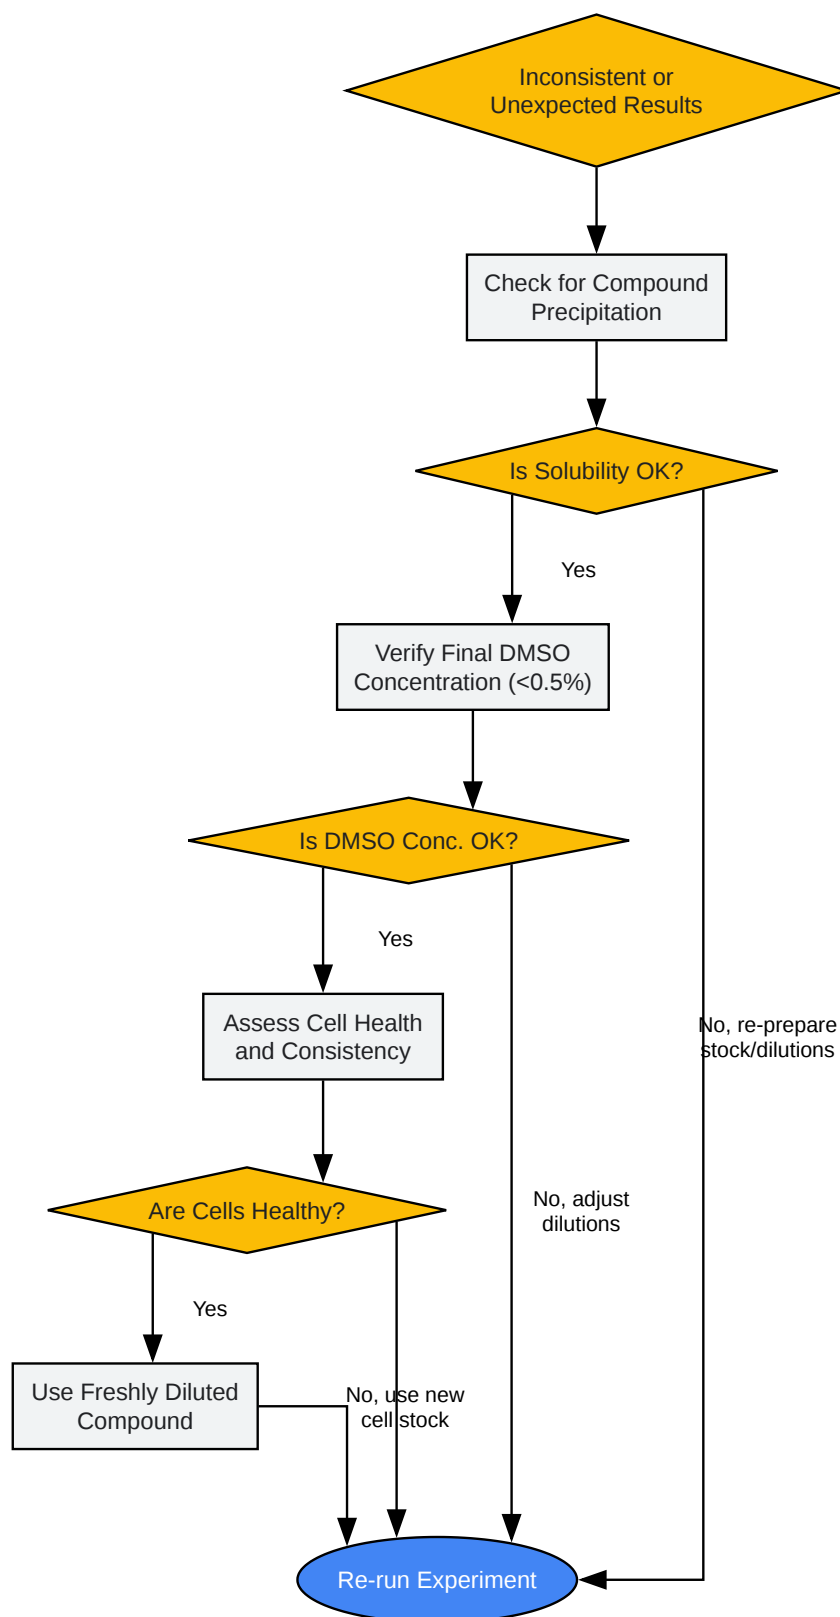 Inconsistent or
Unexpected Results
Check for Compound
Precipitation
Is Solubility OK?
Yes
Verify Final DMSO
Concentration (<0.5%)
Is DMSO Conc. OK?
Yes
Assess Cell Health
and Consistency
No, re-prepare
stock/dilutions
Are Cells Healthy?
No, adjust
dilutions
Yes
Use Freshly Diluted
Compound
No, use new
cell stock
Re-run Experiment